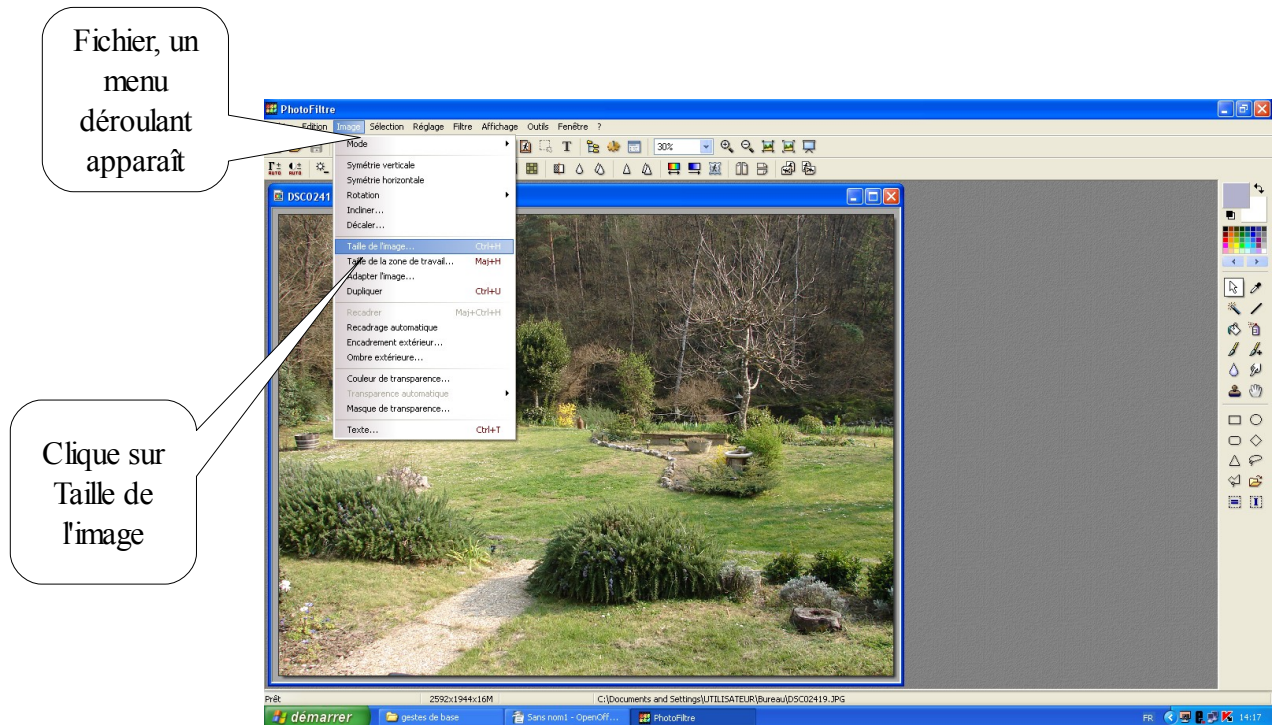 Fichier, un
menu
déroulant
apparaît
PhotoFiltre
Edition Image Sélection Réglage Filtre Affichage Outils Fenêtre ?
30%
AUTO AUTO
DSC0241
Mode
Symétrie verticale
Symétrie horizontale
Rotation
Incliner...
Décaler...
Taille de l'image... Ctrl+H
Taille de la zone de travail... Maj+H
Adapter l'image...
Dupliquer Ctrl+U
Recadrer Maj+Ctrl+H
Recadrage automatique
Encadrement extérieur...
Ombre extérieure...
Couleur de transparence...
Transparence automatique
Masque de transparence...
Texte... Ctrl+T
Clique sur
Taille de
l'image
Prêt 2592x1944x16M C:\Documents and Settings\UTILISATEUR\Bureau\DSC02419.JPG
démarrer gestes de base Sans nom1 - OpenOff... PhotoFiltre FR 14:17